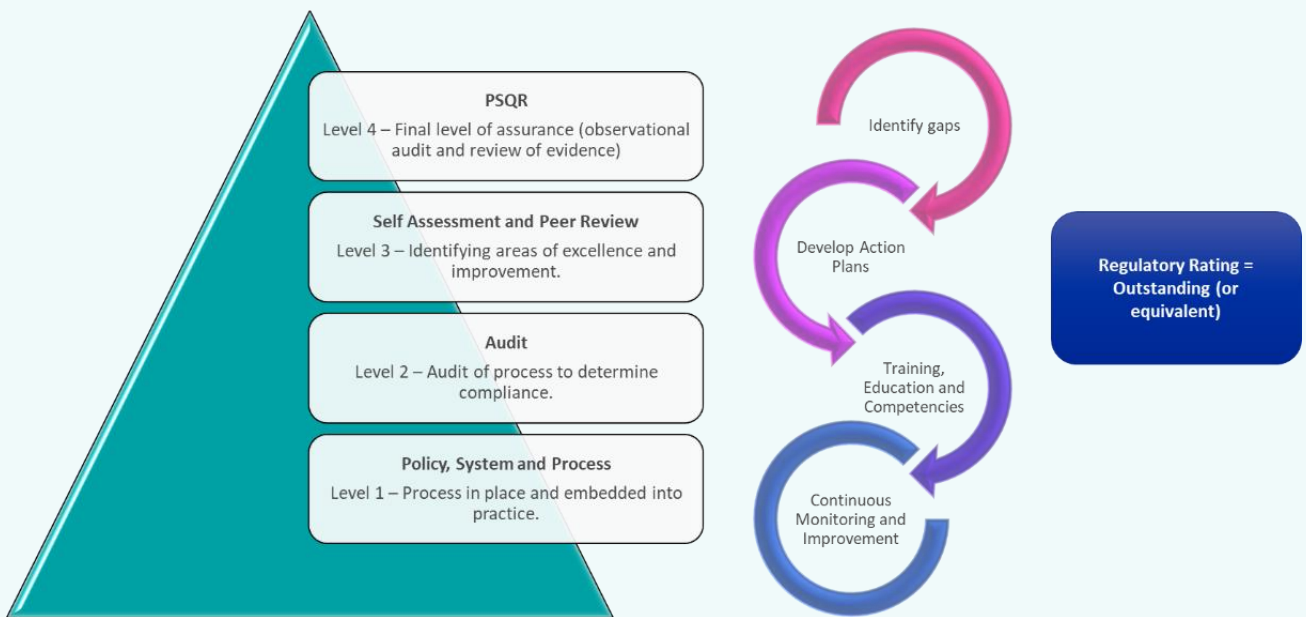 PSQR
Level 4 – Final level of assurance (observational
audit and review of evidence)
Self Assessment and Peer Review
Level 3 – Identifying areas of excellence and
improvement.
Audit
Level 2 – Audit of process to determine
compliance.
Policy, System and Process
Level 1 – Process in place and embedded into
practice.
Identify gaps
Develop Action
Plans
Training,
Education and
Competencies
Continuous
Monitoring and
Improvement
Regulatory Rating =
Outstanding (or
equivalent)